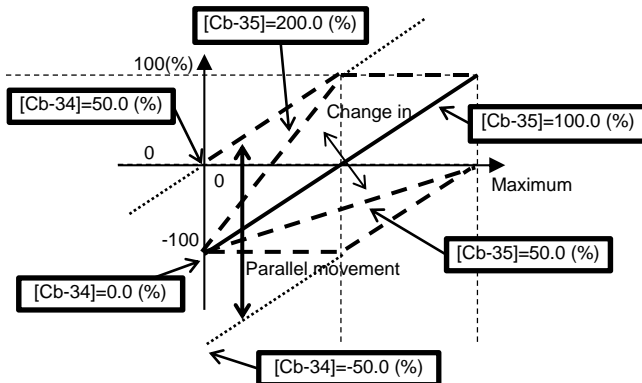 [Cb-35]=200.0 (%)
100(%)
[Cb-34]=50.0 (%)
Change in
[Cb-35]=100.0 (%)
0
0
Maximum
-100
[Cb-35]=50.0 (%)
Parallel movement
[Cb-34]=0.0 (%)
[Cb-34]=-50.0 (%)